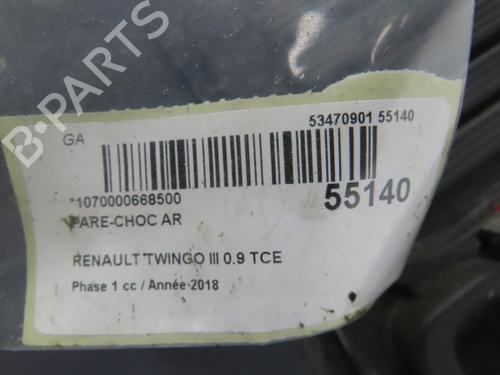 B-PARTS
GA
53470901 55140
*1070000668500
55140
PARE-CHOC AR
RENAULT TWINGO III 0.9 TCE
Phase 1 cc / Année 2018